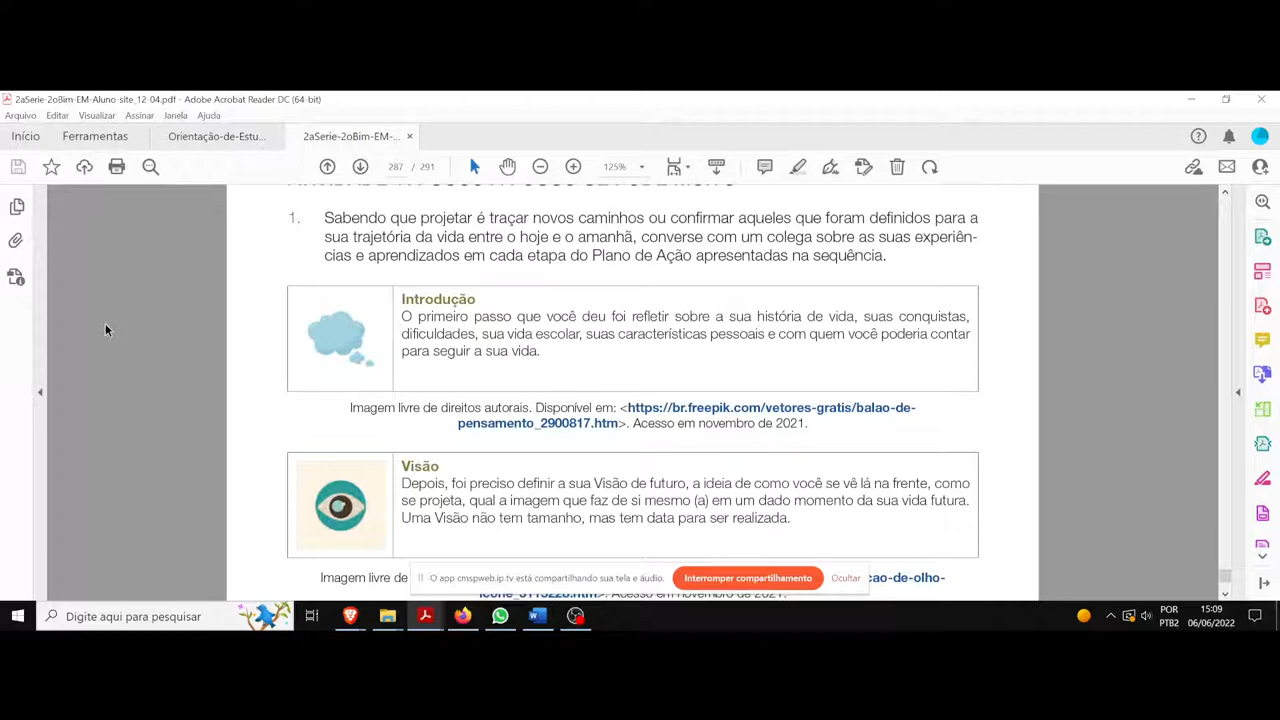 2aSerie-2oBim-EM-Aluno-site_12-04.pdf - Adobe Acrobat Reader DC (64-bit)
Arquivo Editar Visualizar Assinar Janela Ajuda
Início Ferramentas Orientação-de-Estu... 2aSerie-2oBim-EM-...
287 / 291 125%
1. Sabendo que projetar é traçar novos caminhos ou confirmar aqueles que foram definidos para a
sua trajetória da vida entre o hoje e o amanhã, converse com um colega sobre as suas experiên-
cias e aprendizados em cada etapa do Plano de Ação apresentadas na sequência.
Introdução
O primeiro passo que você deu foi refletir sobre a sua história de vida, suas conquistas,
dificuldades, sua vida escolar, suas características pessoais e com quem você poderia contar
para seguir a sua vida.
Imagem livre de direitos autorais. Disponível em: <https://br.freepik.com/vetores-gratis/balao-de-
pensamento_2900817.htm>. Acesso em novembro de 2021.
Visão
Depois, foi preciso definir a sua Visão de futuro, a ideia de como você se vê lá na frente, como
se projeta, qual a imagem que faz de si mesmo (a) em um dado momento da sua vida futura.
Uma Visão não tem tamanho, mas tem data para ser realizada.
Imagem livre de
cao-de-olho-
O app cmspweb.ip.tv está compartilhando sua tela e áudio. Interromper compartilhamento Ocultar
Digite aqui para pesquisar
POR 15:09
PTB2 06/06/2022